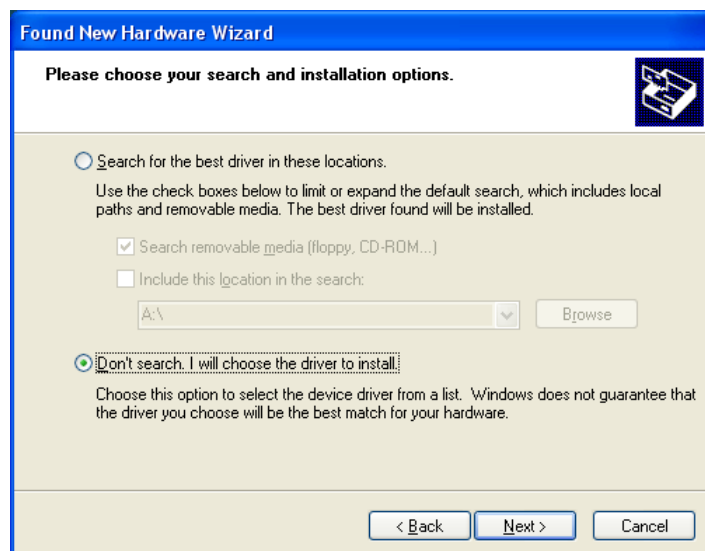 Found New Hardware Wizard
Please choose your search and installation options.
Search for the best driver in these locations.
Use the check boxes below to limit or expand the default search, which includes local
paths and removable media. The best driver found will be installed.
Search removable media (floppy, CD-ROM...)
Include this location in the search:
A:\
Browse
Don't search. I will choose the driver to install.
Choose this option to select the device driver from a list. Windows does not guarantee that
the driver you choose will be the best match for your hardware.
< Back Next > Cancel